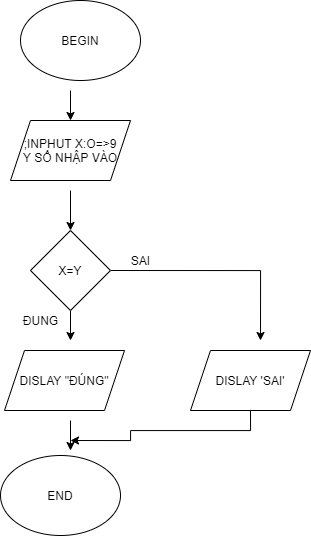 BEGIN
;INPHUT X:O=>9
Y SỐ NHẬP VÀO
X=Y
SAI
ĐUNG
DISLAY "ĐÚNG"
DISLAY 'SAI'
END